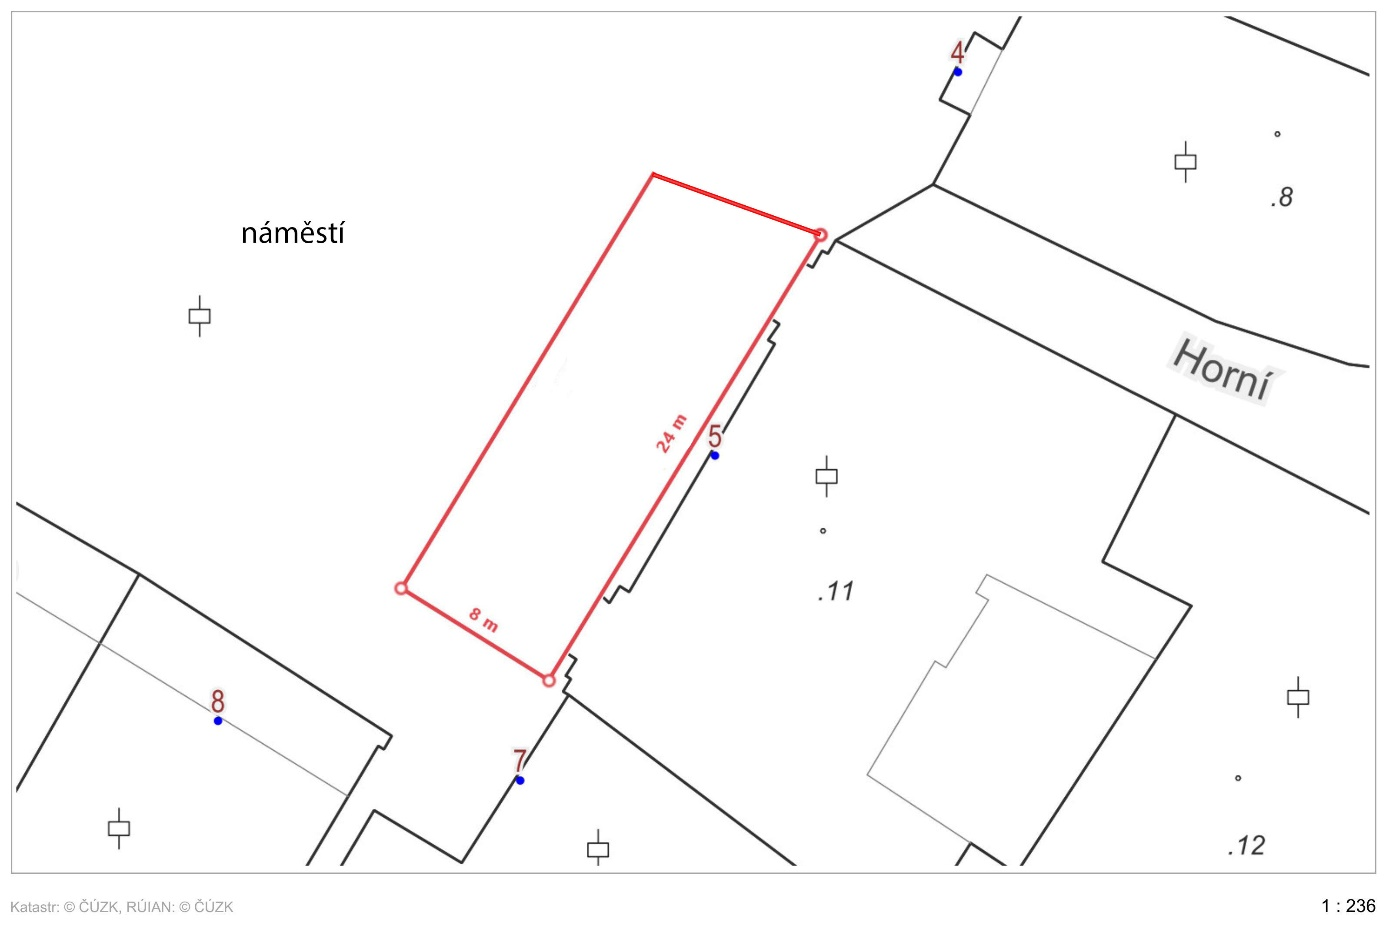 4
.8
náměstí
Horní
24 m
5
.11
8 m
8
7
.12
Katastr: © ČÚZK, RÚIAN: © ČÚZK
1 : 236